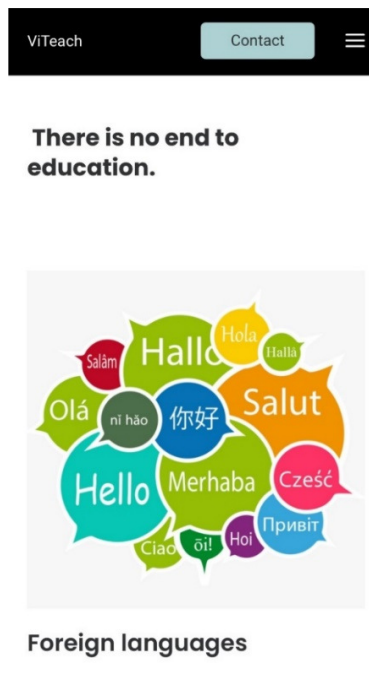 ViTeach
Contact
There is no end to
education.
Hola
Hallo
Hallå
Salâm
Salut
Olá
nǐ hǎo
你好
Merhaba
Cześć
Hello
Привіт
Ciao
õi!
Hoi
Foreign languages